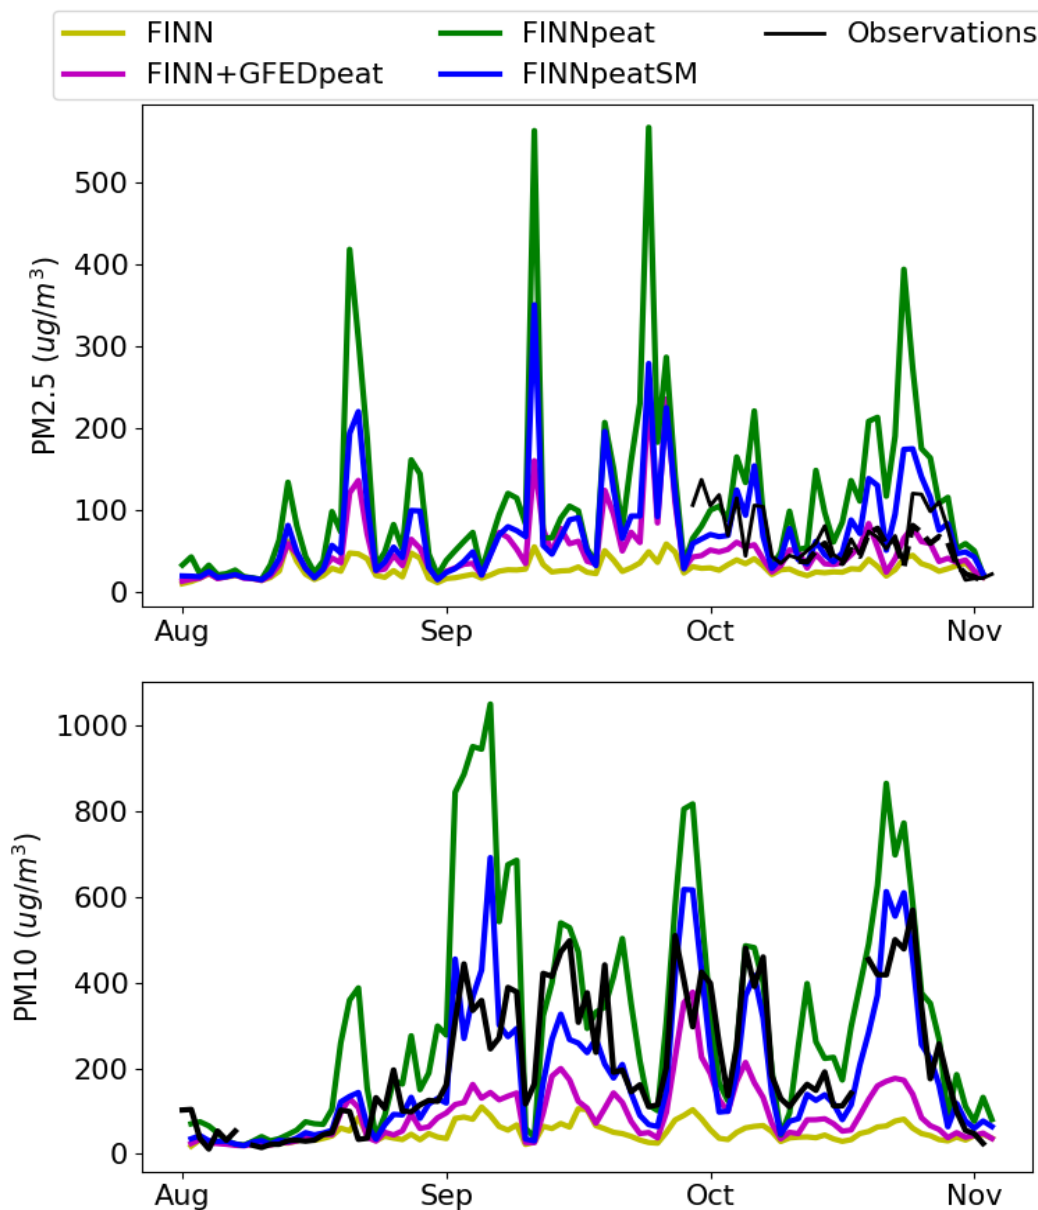 FINN FINNpeat Observations
FINN+GFEDpeat FINNpeatSM
500
400
300
200
100
0
PM2.5 (ug/m³)
Aug Sep Oct Nov
1000
800
600
400
200
0
PM10 (ug/m³)
Aug Sep Oct Nov